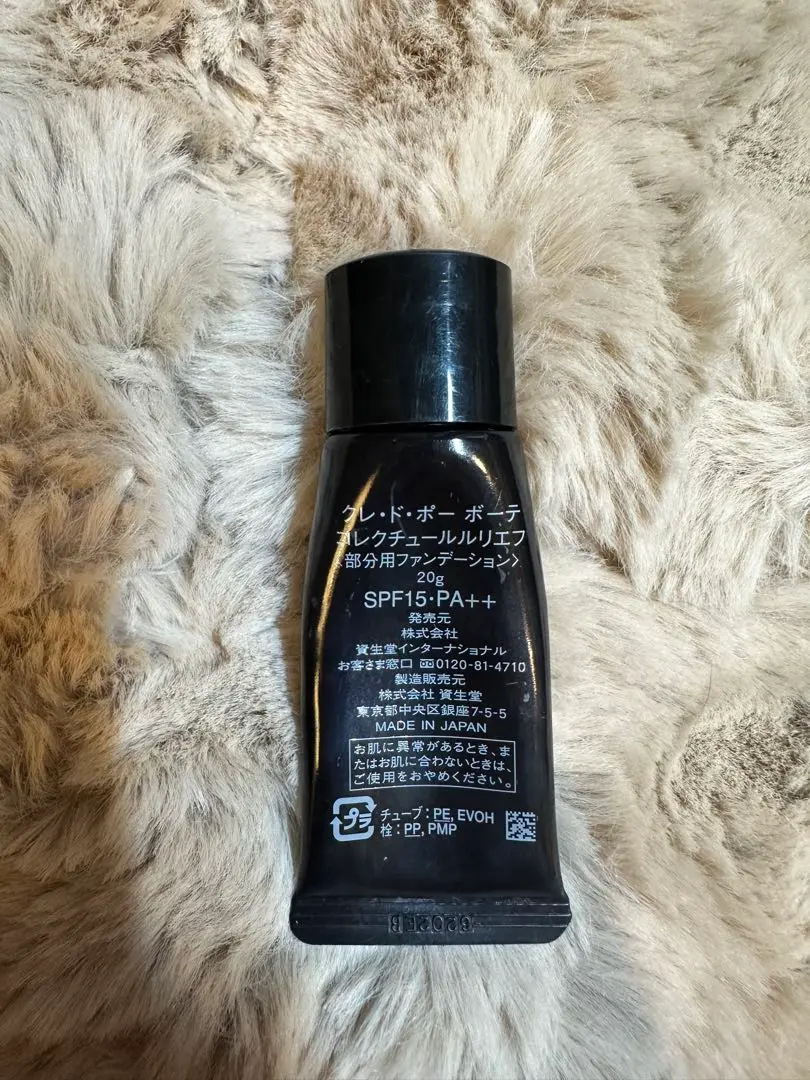 クレ・ド・ポー ボーテ
コレクチュールルリエフ
〈部分用ファンデーション〉
20g
SPF15・PA++
発売元
株式会社
資生堂インターナショナル
お客さま窓口 0120-81-4710
製造販売元
株式会社 資生堂
東京都中央区銀座7-5-5
MADE IN JAPAN
お肌に異常があるとき、ま
たはお肌に合わないときは、
ご使用をおやめください。
プラ
チューブ：PE, EVOH
栓：PP, PMP